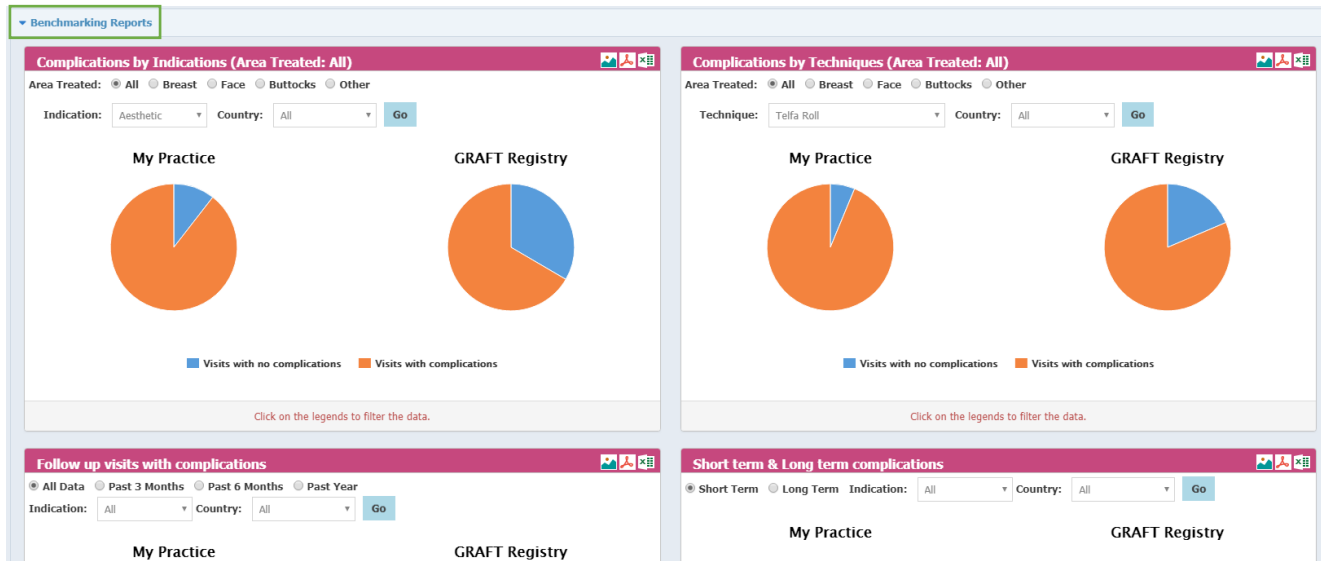 Benchmarking Reports
Complications by Indications (Area Treated: All)
Area Treated: All Breast Face Buttocks Other
Indication: Aesthetic Country: All Go
My Practice GRAFT Registry
Visits with no complications Visits with complications
Click on the legends to filter the data.
Complications by Techniques (Area Treated: All)
Area Treated: All Breast Face Buttocks Other
Technique: Telfa Roll Country: All Go
My Practice GRAFT Registry
Visits with no complications Visits with complications
Click on the legends to filter the data.
Follow up visits with complications
All Data Past 3 Months Past 6 Months Past Year
Indication: All Country: All Go
My Practice GRAFT Registry
Short term & Long term complications
Short Term Long Term Indication: All Country: All Go
My Practice GRAFT Registry